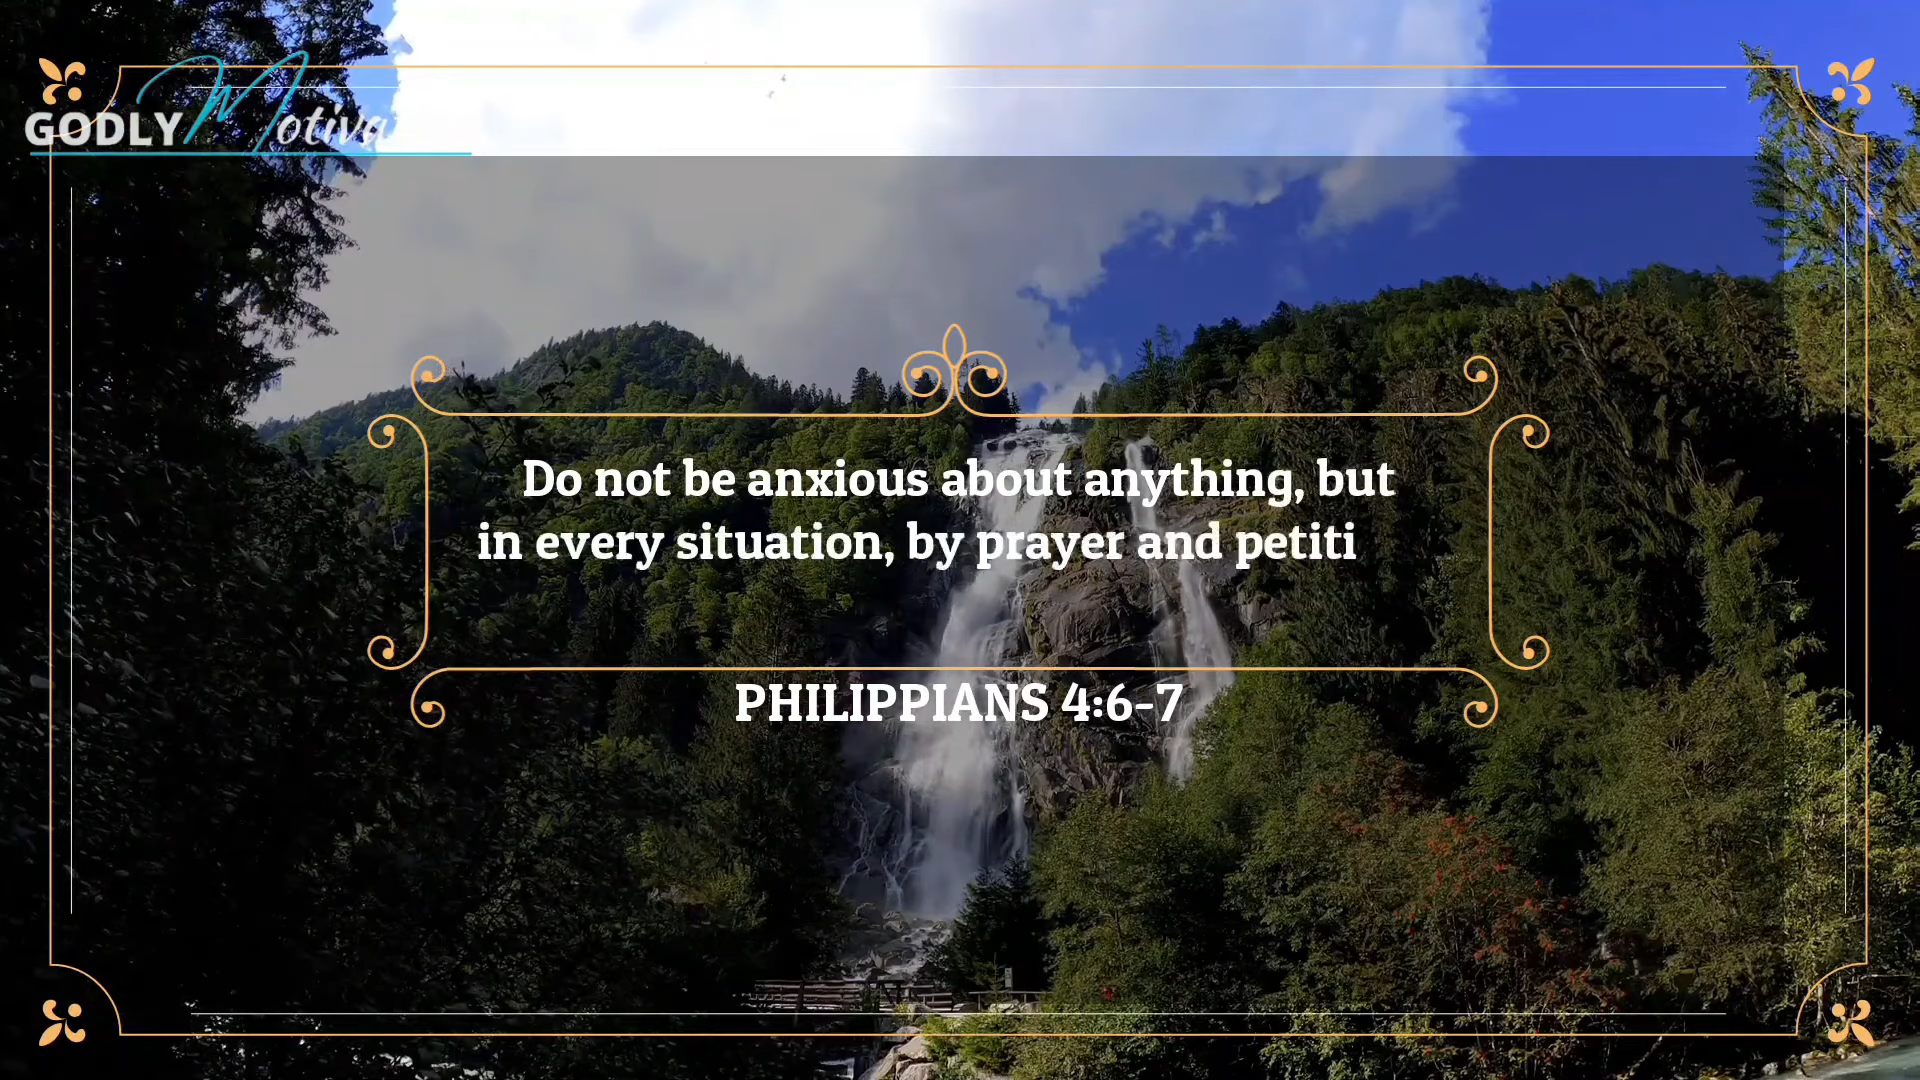 GODLY Motiva
Do not be anxious about anything, but
in every situation, by prayer and petiti
PHILIPPIANS 4:6-7